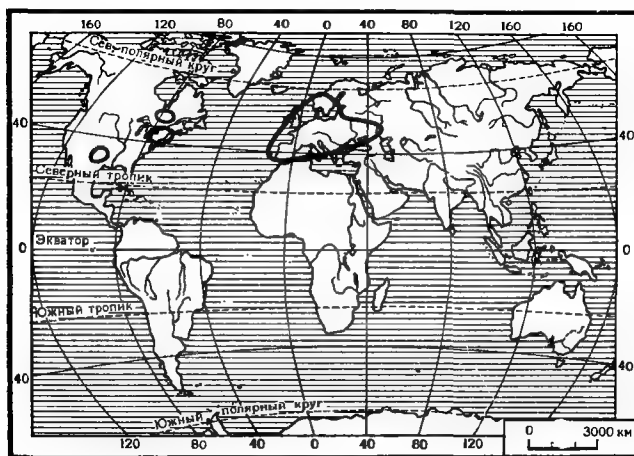 160 120 80 40 0 40 80 120 160 160
Сев. полярный круг
40 40
Северный тропик
Экватор
0 0
Южный тропик
40 40
Южный полярный круг
0 3000 км
120 80 40 0 40 80 120